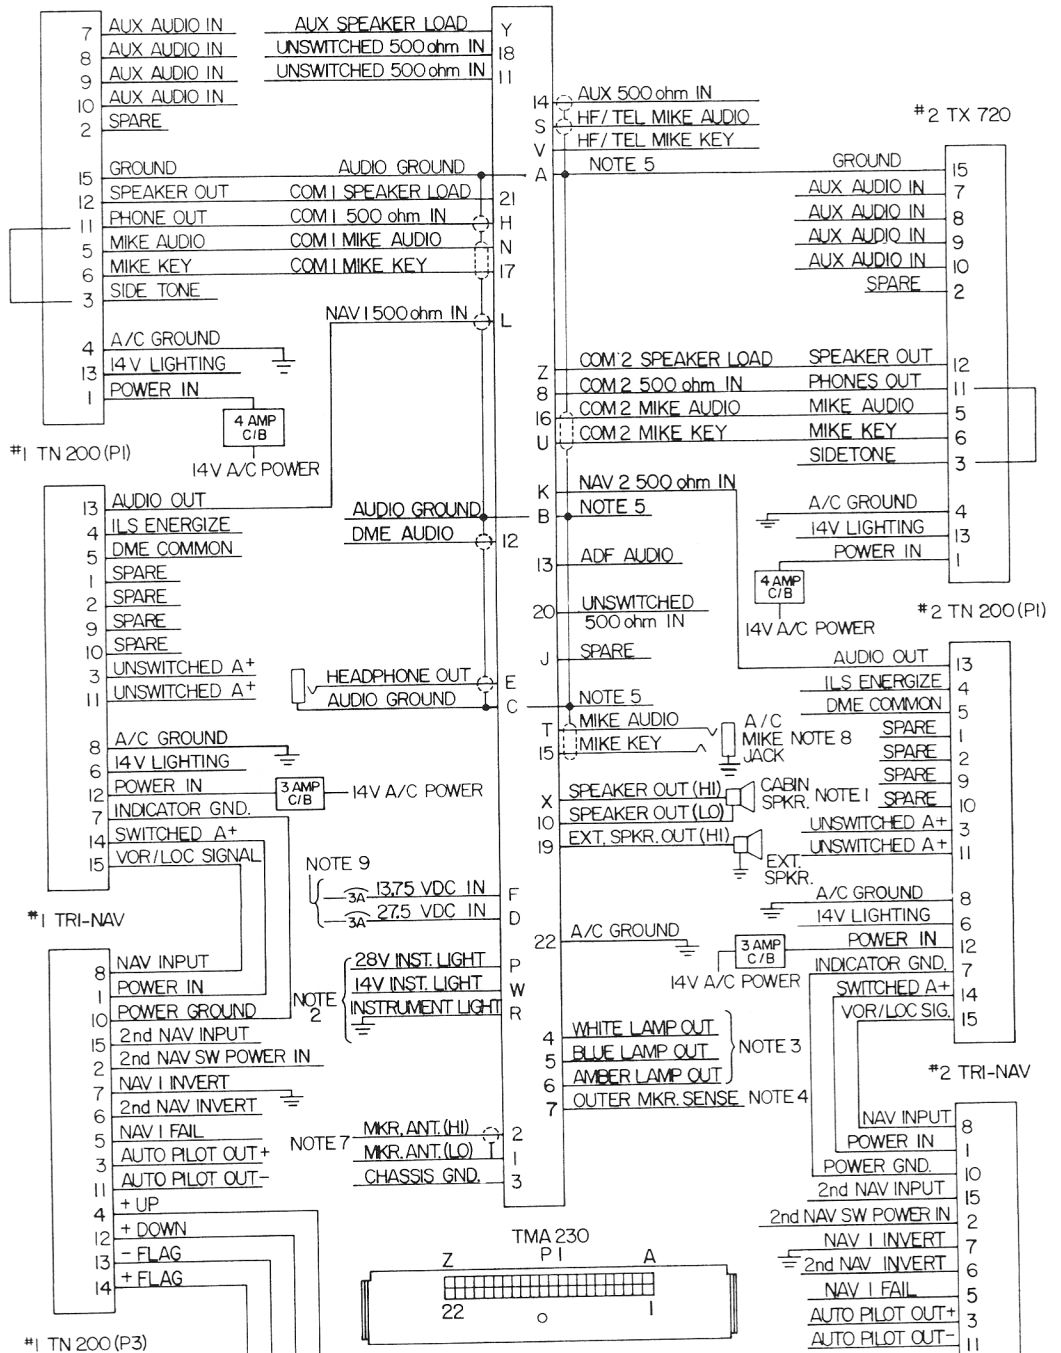 7 AUX AUDIO IN
8 AUX AUDIO IN
9 AUX AUDIO IN
10 AUX AUDIO IN
2 SPARE
15 GROUND
12 SPEAKER OUT
11 PHONE OUT
5 MIKE AUDIO
6 MIKE KEY
3 SIDE TONE
4 A/C GROUND
13 14V LIGHTING
1 POWER IN
4 AMP
C/B
14V A/C POWER
#1 TN 200 (P1)
13 AUDIO OUT
4 ILS ENERGIZE
5 DME COMMON
1 SPARE
2 SPARE
9 SPARE
10 SPARE
3 UNSWITCHED A+
11 UNSWITCHED A+
8 A/C GROUND
6 14V LIGHTING
12 POWER IN
3 AMP
C/B
14V A/C POWER
7 INDICATOR GND.
14 SWITCHED A+
15 VOR/LOC SIGNAL
#1 TRI-NAV
8 NAV INPUT
1 POWER IN
10 POWER GROUND
15 2nd NAV INPUT
2 2nd NAV SW POWER IN
7 NAV 1 INVERT
6 2nd NAV INVERT
5 NAV 1 FAIL
3 AUTO PILOT OUT+
11 AUTO PILOT OUT-
4 + UP
12 + DOWN
13 - FLAG
14 + FLAG
#1 TN 200 (P3)
AUX SPEAKER LOAD Y
UNSWITCHED 500 ohm IN 18
UNSWITCHED 500 ohm IN 11
AUDIO GROUND A
COM 1 SPEAKER LOAD 21
COM 1 500 ohm IN H
COM 1 MIKE AUDIO N
COM 1 MIKE KEY 17
NAV 1 500 ohm IN L
AUDIO GROUND B
DME AUDIO 12
HEADPHONE OUT E
AUDIO GROUND C
NOTE 9
3A 13.75 VDC IN F
3A 27.5 VDC IN D
NOTE
2
28V INST. LIGHT P
14V INST. LIGHT W
INSTRUMENT LIGHT R
NOTE 7
MKR. ANT. (HI) 2
MKR. ANT. (LO) 1
CHASSIS GND. 3
14 AUX 500 ohm IN
S HF/TEL MIKE AUDIO
V HF/TEL MIKE KEY
NOTE 5
Z COM 2 SPEAKER LOAD
8 COM 2 500 ohm IN
16 COM 2 MIKE AUDIO
U COM 2 MIKE KEY
K NAV 2 500 ohm IN
NOTE 5
13 ADF AUDIO
20 UNSWITCHED
500 ohm IN
J SPARE
NOTE 5
T MIKE AUDIO
15 MIKE KEY
A/C
MIKE NOTE 8
JACK
X SPEAKER OUT (HI)
10 SPEAKER OUT (LO)
CABIN
SPKR. NOTE 1
19 EXT. SPKR. OUT (HI)
EXT.
SPKR.
22 A/C GROUND
4 WHITE LAMP OUT
5 BLUE LAMP OUT
6 AMBER LAMP OUT
NOTE 3
7 OUTER MKR. SENSE NOTE 4
TMA 230
P1
Z A
22 1
#2 TX 720
GROUND 15
AUX AUDIO IN 7
AUX AUDIO IN 8
AUX AUDIO IN 9
AUX AUDIO IN 10
SPARE 2
SPEAKER OUT 12
PHONES OUT 11
MIKE AUDIO 5
MIKE KEY 6
SIDETONE 3
A/C GROUND 4
14V LIGHTING 13
POWER IN 1
4 AMP
C/B
14V A/C POWER
#2 TN 200 (P1)
AUDIO OUT 13
ILS ENERGIZE 4
DME COMMON 5
SPARE 1
SPARE 2
SPARE 9
SPARE 10
UNSWITCHED A+ 3
UNSWITCHED A+ 11
A/C GROUND 8
14V LIGHTING 6
POWER IN 12
3 AMP
C/B
14V A/C POWER
INDICATOR GND. 7
SWITCHED A+ 14
VOR/LOC SIG. 15
#2 TRI-NAV
NAV INPUT 8
POWER IN 1
POWER GND. 10
2nd NAV INPUT 15
2nd NAV SW POWER IN 2
NAV 1 INVERT 7
2nd NAV INVERT 6
NAV 1 FAIL 5
AUTO PILOT OUT+ 3
AUTO PILOT OUT- 11